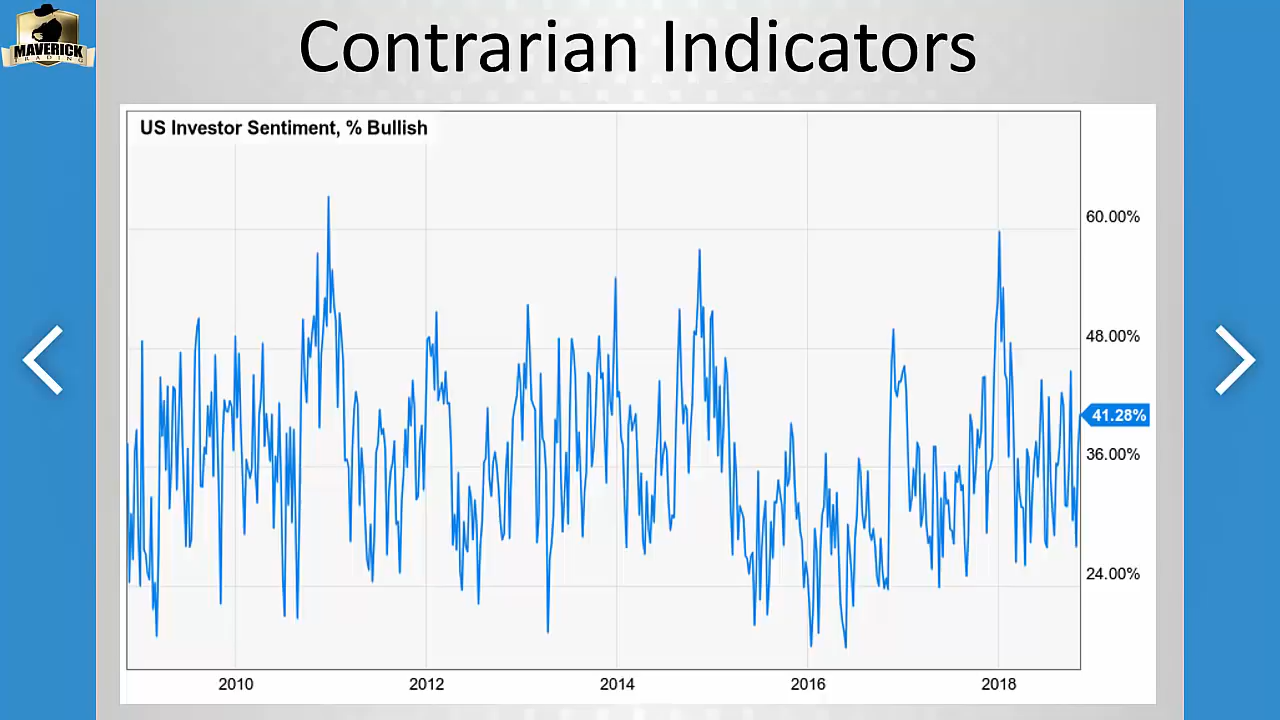 MAVERICK
TRADING
Contrarian Indicators
US Investor Sentiment, % Bullish
60.00%
48.00%
41.28%
36.00%
24.00%
2010 2012 2014 2016 2018